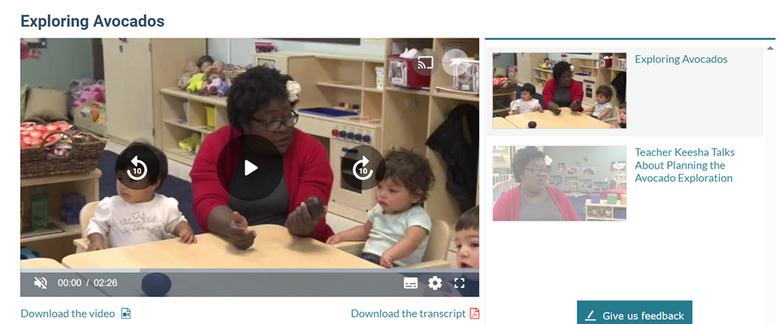 Exploring Avocados
10
10
00:00 / 02:26
Download the video
Download the transcript
Exploring Avocados
Teacher Keesha Talks
About Planning the
Avocado Exploration
Give us feedback